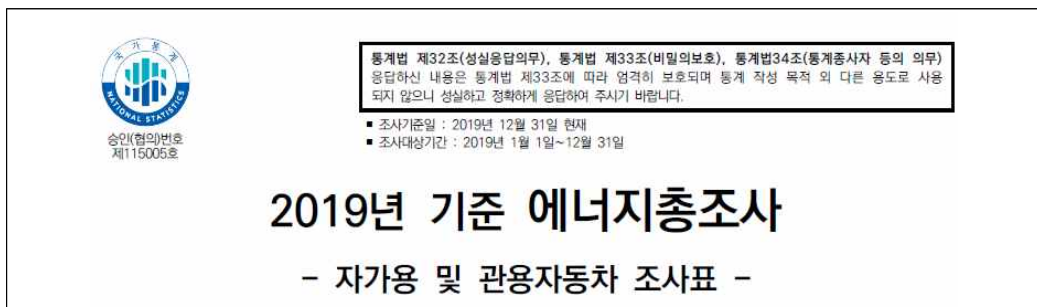 국가통계
NATIONAL STATISTICS
승인(협의)번호
제115005호
통계법 제32조(성실응답의무), 통계법 제33조(비밀의보호), 통계법34조(통계종사자 등의 의무)
응답하신 내용은 통계법 제33조에 따라 엄격히 보호되며 통계 작성 목적 외 다른 용도로 사용
되지 않으니 성실하고 정확하게 응답하여 주시기 바랍니다.
▪ 조사기준일 : 2019년 12월 31일 현재
▪ 조사대상기간 : 2019년 1월 1일~12월 31일
2019년 기준 에너지총조사
- 자가용 및 관용자동차 조사표 -